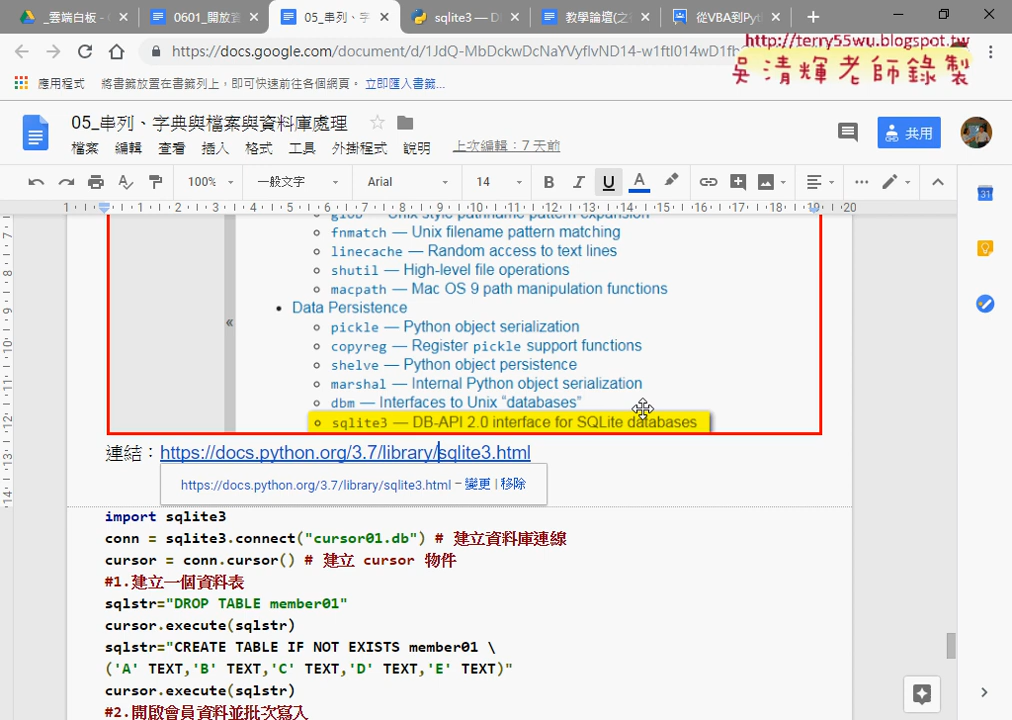 _雲端白板 - G
0601_開放資
05_串列、字
sqlite3 — D
教學論壇(之
從VBA到Pyt
https://docs.google.com/document/d/1JdQ-MbDckwDcNaYVyflvND14-w1ftI014wD1fb
http://terry55wu.blogspot.tw
吳清輝老師錄製
應用程式
將書籤放置在書籤列上，即可快速前往各個網頁。
立即匯入書籤...
05_串列、字典與檔案與資料庫處理
檔案 編輯 查看 插入 格式 工具 外掛程式 說明
上次編輯：7 天前
共用
100% 一般文字 Arial 14 B I U A
glob — Unix style pathname pattern expansion
fnmatch — Unix filename pattern matching
linecache — Random access to text lines
shutil — High-level file operations
macpath — Mac OS 9 path manipulation functions
Data Persistence
pickle — Python object serialization
copyreg — Register pickle support functions
shelve — Python object persistence
marshal — Internal Python object serialization
dbm — Interfaces to Unix “databases”
sqlite3 — DB-API 2.0 interface for SQLite databases
連結：https://docs.python.org/3.7/library/sqlite3.html
https://docs.python.org/3.7/library/sqlite3.html – 變更 | 移除
import sqlite3
conn = sqlite3.connect("cursor01.db") # 建立資料庫連線
cursor = conn.cursor() # 建立 cursor 物件
#1.建立一個資料表
sqlstr="DROP TABLE member01"
cursor.execute(sqlstr)
sqlstr="CREATE TABLE IF NOT EXISTS member01 \
('A' TEXT,'B' TEXT,'C' TEXT,'D' TEXT,'E' TEXT)"
cursor.execute(sqlstr)
#2.開啟會員資料並批次寫入